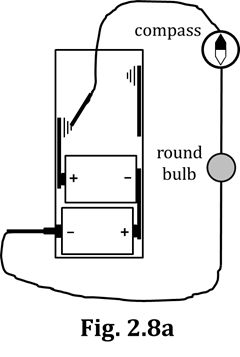 compass
round
bulb
+ −
− +
Fig. 2.8a